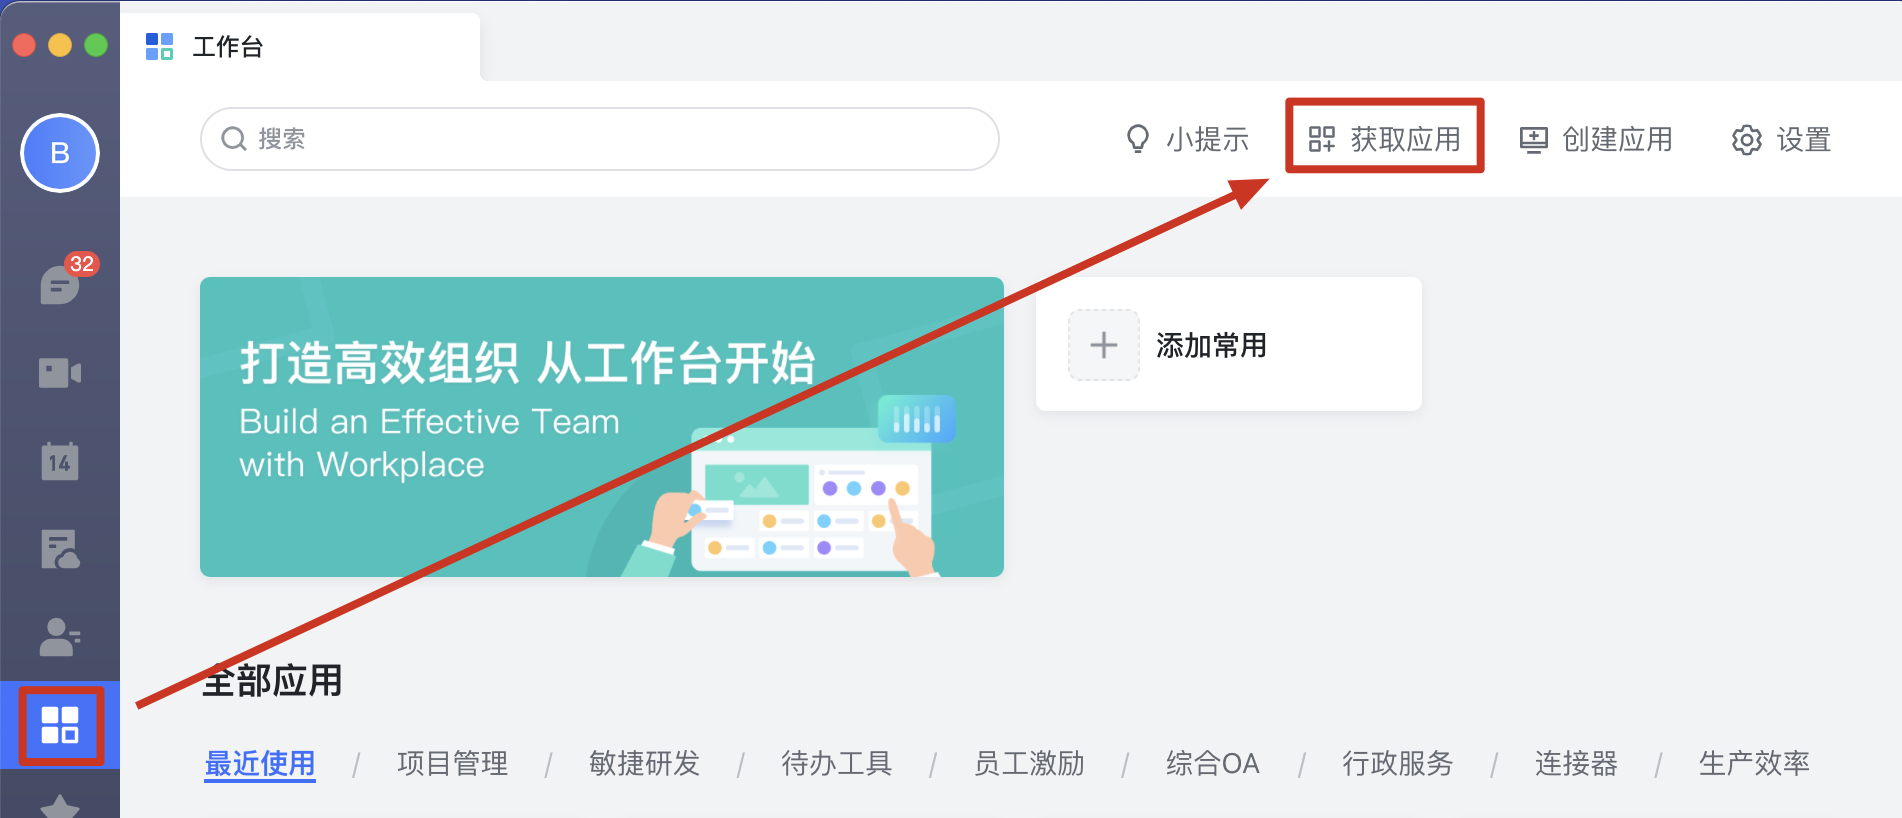 工作台
搜索
小提示
获取应用
创建应用
设置
B
32
14
打造高效组织 从工作台开始
Build an Effective Team
with Workplace
添加常用
全部应用
最近使用 / 项目管理 / 敏捷研发 / 待办工具 / 员工激励 / 综合OA / 行政服务 / 连接器 / 生产效率